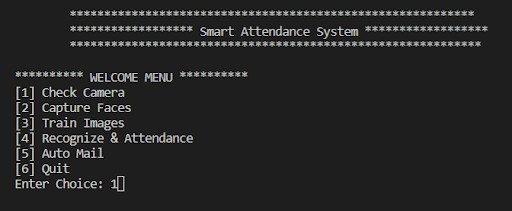 ***********************************************************
****************** Smart Attendance System ******************
************************************************************
********** WELCOME MENU **********
[1] Check Camera
[2] Capture Faces
[3] Train Images
[4] Recognize & Attendance
[5] Auto Mail
[6] Quit
Enter Choice: 1